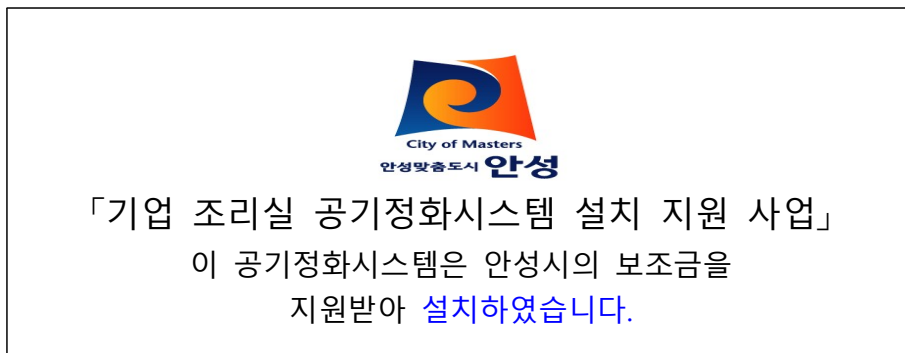 City of Masters
안성맞춤도시 안성
「기업 조리실 공기정화시스템 설치 지원 사업」
이 공기정화시스템은 안성시의 보조금을
지원받아 설치하였습니다.